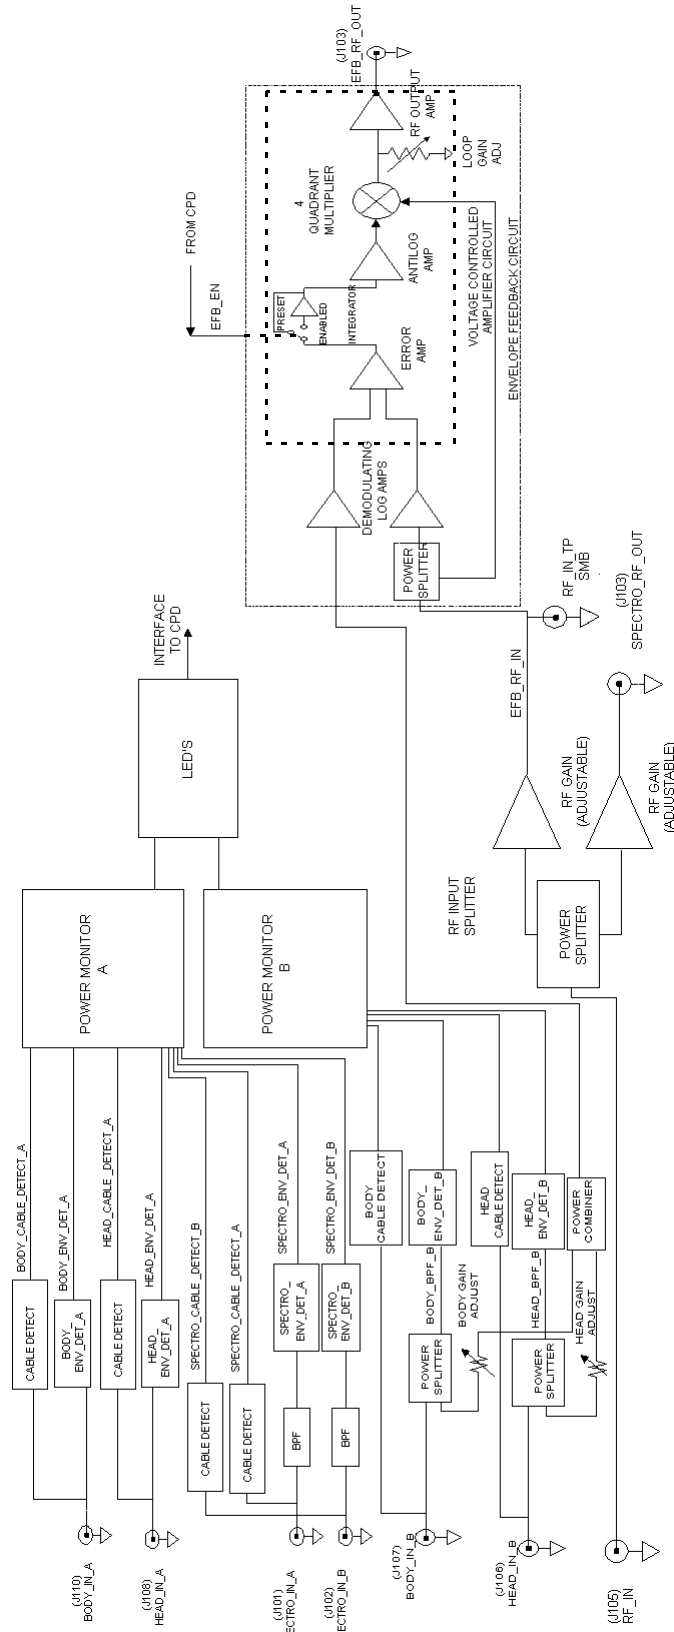 (J103)
EFB_RF_OUT
RF OUTPUT
AMP
LOOP
GAIN
ADJ
4
QUADRANT
MULTIPLIER
FROM CPD
EFB_EN
PRESET
ENABLED
INTEGRATOR
ANTILOG
AMP
ERROR
AMP
VOLTAGE CONTROLLED
AMPLIFIER CIRCUIT
ENVELOPE FEEDBACK CIRCUIT
DEMODULATING
LOG AMPS
POWER
SPLITTER
RF_IN_TP
SMB
(J103)
SPECTRO_RF_OUT
EFB_RF_IN
INTERFACE
TO CPD
LED'S
RF GAIN
(ADJUSTABLE)
RF GAIN
(ADJUSTABLE)
RF INPUT
SPLITTER
POWER
SPLITTER
POWER MONITOR
A
POWER MONITOR
B
BODY_CABLE_DETECT_A
BODY_ENV_DET_A
HEAD_CABLE_DETECT_A
HEAD_ENV_DET_A
SPECTRO_CABLE_DETECT_B
SPECTRO_CABLE_DETECT_A
SPECTRO_ENV_DET_A
SPECTRO_ENV_DET_B
CABLE DETECT
BODY_
ENV_DET_A
CABLE DETECT
HEAD_
ENV_DET_A
CABLE DETECT
CABLE DETECT
SPECTRO_
ENV_DET_A
SPECTRO_
ENV_DET_B
BPF
BPF
BODY
CABLE DETECT
BODY_
ENV_DET_B
HEAD
CABLE DETECT
HEAD_
ENV_DET_B
POWER
COMBINER
BODY_BPF_B
BODY GAIN
ADJUST
HEAD_BPF_B
HEAD GAIN
ADJUST
POWER
SPLITTER
POWER
SPLITTER
(J110)
BODY_IN_A
(J108)
HEAD_IN_A
(J101)
ECTRO_IN_A
(J102)
ECTRO_IN_B
(J107)
BODY_IN_B
(J106)
HEAD_IN_B
(J105)
RF_IN